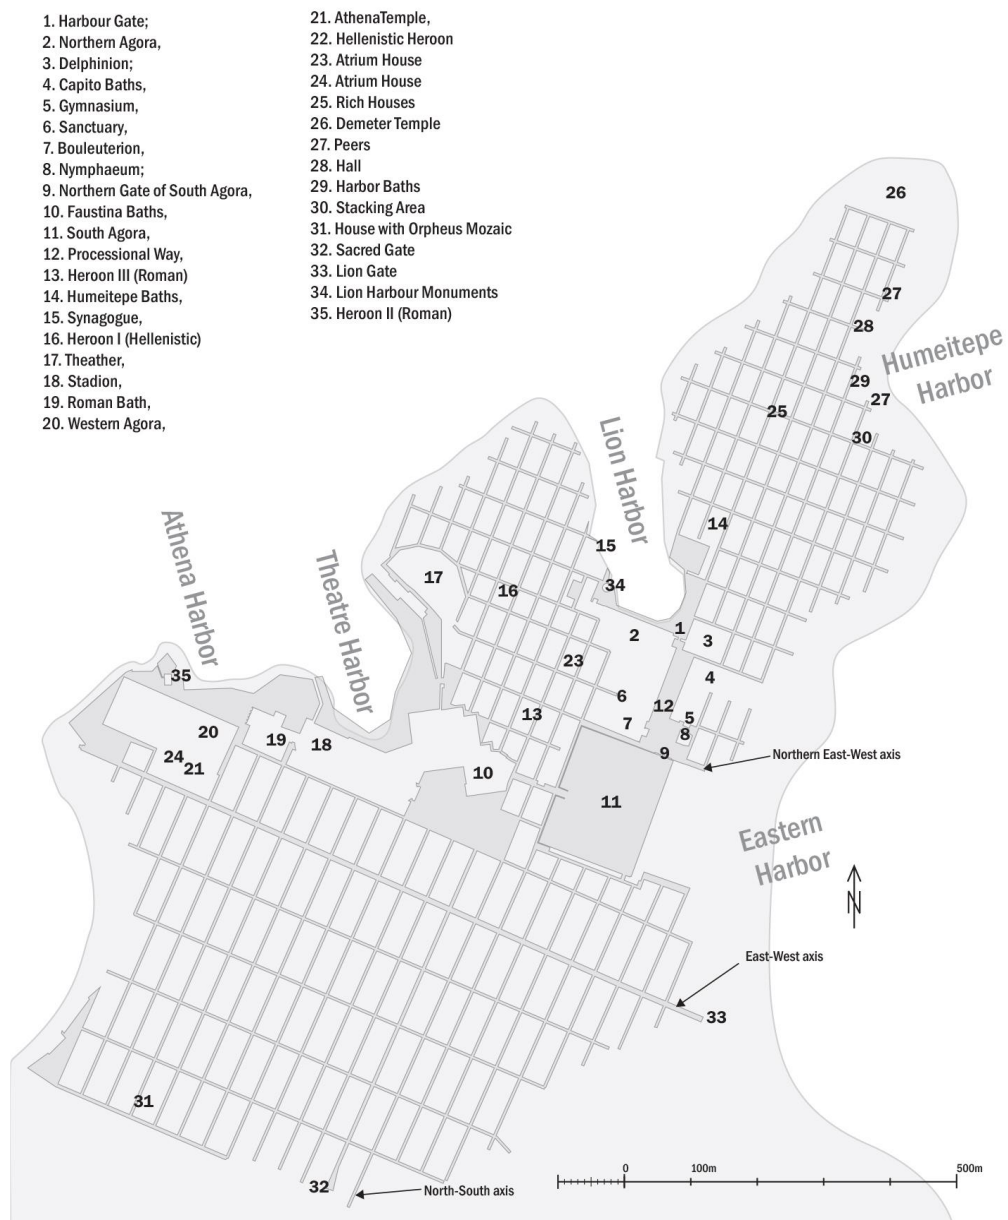 1. Harbour Gate;
2. Northern Agora,
3. Delphinion;
4. Capito Baths,
5. Gymnasium,
6. Sanctuary,
7. Bouleuterion,
8. Nymphaeum;
9. Northern Gate of South Agora,
10. Faustina Baths,
11. South Agora,
12. Processional Way,
13. Heroon III (Roman)
14. Humeitepe Baths,
15. Synagogue,
16. Heroon I (Hellenistic)
17. Theather,
18. Stadion,
19. Roman Bath,
20. Western Agora,
21. AthenaTemple,
22. Hellenistic Heroon
23. Atrium House
24. Atrium House
25. Rich Houses
26. Demeter Temple
27. Peers
28. Hall
29. Harbor Baths
30. Stacking Area
31. House with Orpheus Mozaic
32. Sacred Gate
33. Lion Gate
34. Lion Harbour Monuments
35. Heroon II (Roman)
26
27
28
Humeitepe
Harbor
29
27
25
30
Lion Harbor
14
Athena Harbor
Theatre Harbor
15
17
16
34
2
1
3
23
35
4
6
12
13
5
20
7
8
19
18
9
Northern East-West axis
24
21
10
11
Eastern
Harbor
N
East-West axis
33
31
32
North-South axis
0
100m
500m